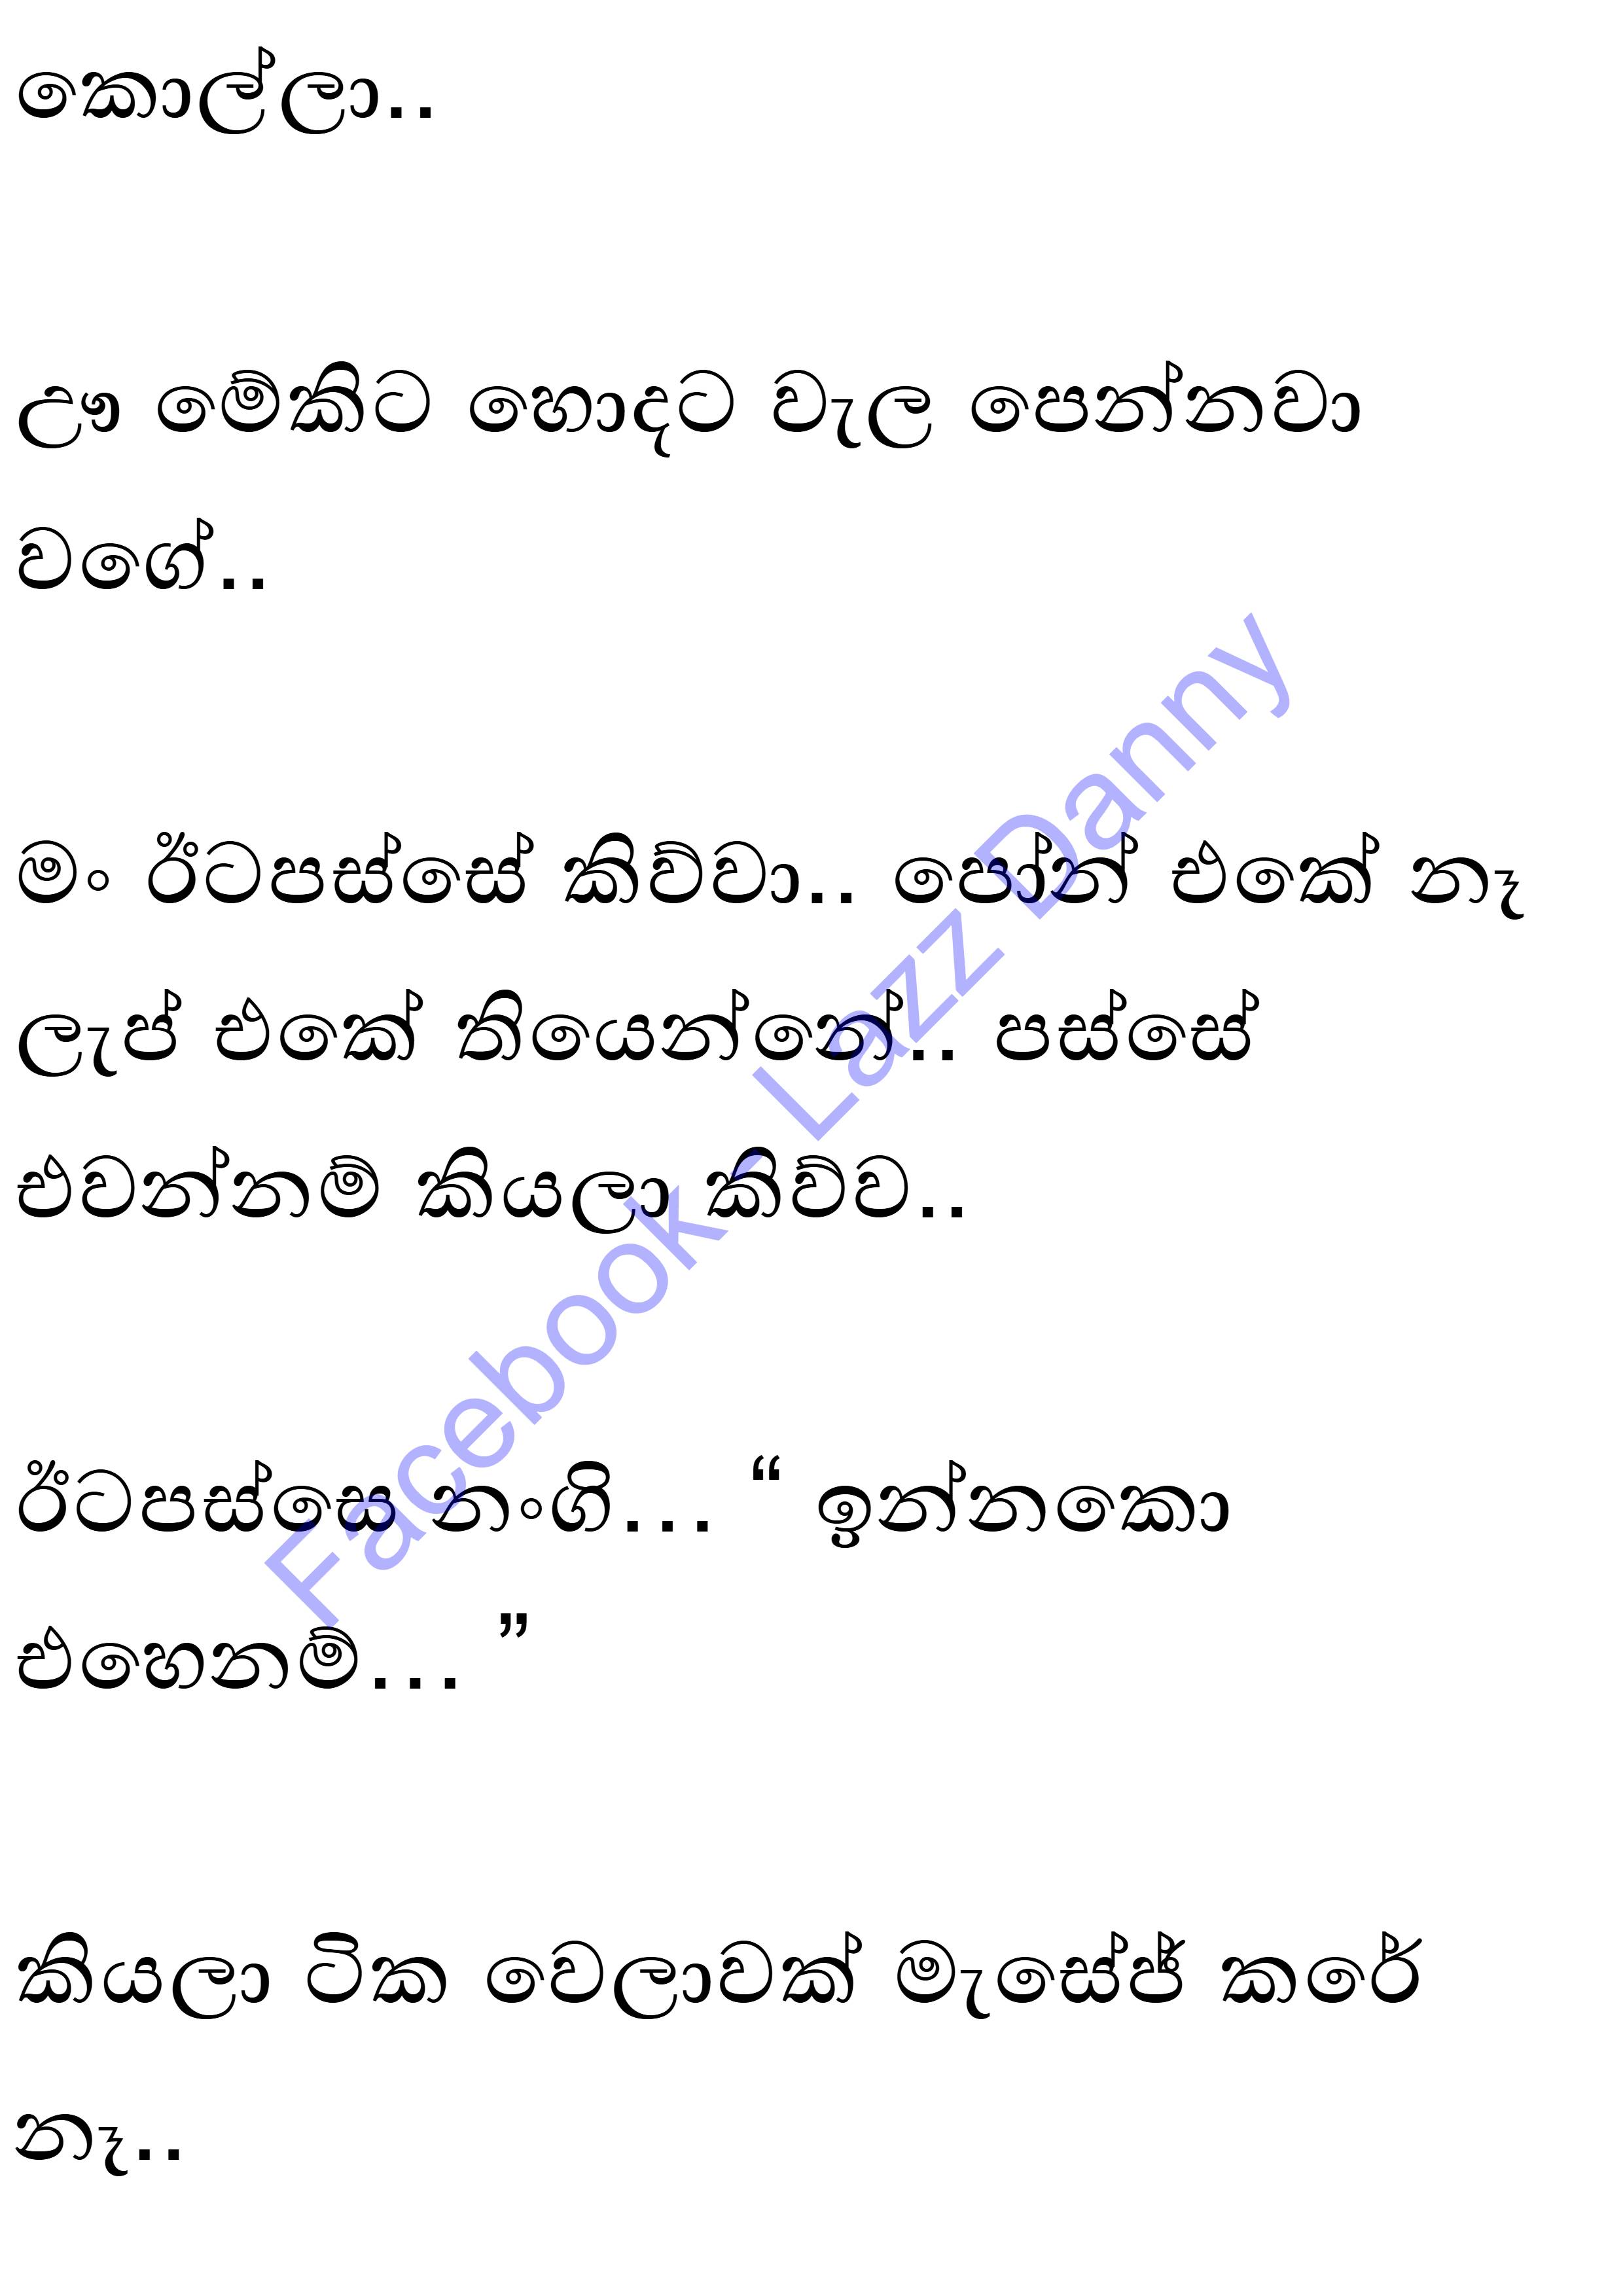 කොල්ලා..
ඌ මේකිට හොදට වැල පෙන්නවා
වගේ..
මං ඊටපස්සේ කිව්වා.. පෝන් එකේ නෑ
ලැප් එකේ තියෙන්නේ.. පස්සේ
එවන්නම් කියලා කිව්ව..
ඊටපස්සෙ නංගි... “ ඉන්නකො
එහෙනම්... ”
කියලා ටික වෙලාවක් මැසේජ් කරේ
නෑ..
Facebook - Lazz Danny